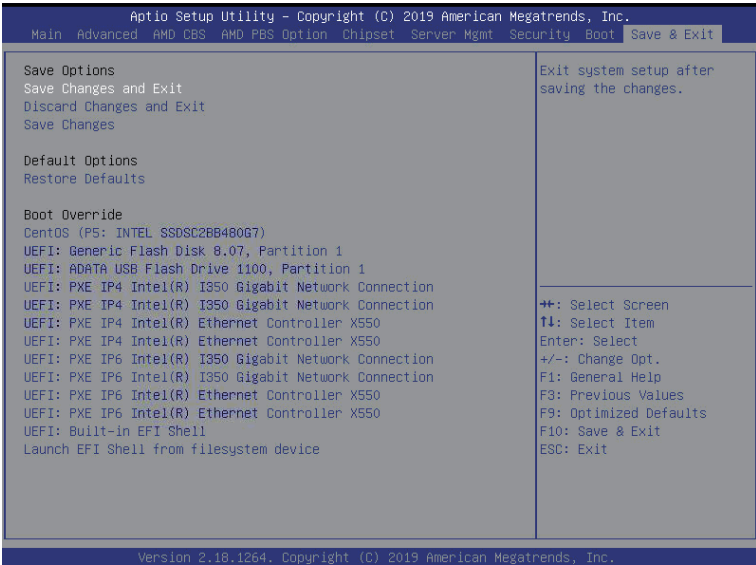 Aptio Setup Utility – Copyright (C) 2019 American Megatrends, Inc.
Main Advanced AMD CBS AMD PBS Option Chipset Server Mgmt Security Boot Save & Exit
Save Options
Save Changes and Exit
Discard Changes and Exit
Save Changes
Default Options
Restore Defaults
Boot Override
CentOS (P5: INTEL SSDSC2BB480G7)
UEFI: Generic Flash Disk 8.07, Partition 1
UEFI: ADATA USB Flash Drive 1100, Partition 1
UEFI: PXE IP4 Intel(R) I350 Gigabit Network Connection
UEFI: PXE IP4 Intel(R) I350 Gigabit Network Connection
UEFI: PXE IP4 Intel(R) Ethernet Controller X550
UEFI: PXE IP4 Intel(R) Ethernet Controller X550
UEFI: PXE IP6 Intel(R) I350 Gigabit Network Connection
UEFI: PXE IP6 Intel(R) I350 Gigabit Network Connection
UEFI: PXE IP6 Intel(R) Ethernet Controller X550
UEFI: PXE IP6 Intel(R) Ethernet Controller X550
UEFI: Built-in EFI Shell
Launch EFI Shell from filesystem device
Exit system setup after
saving the changes.
→←: Select Screen
↑↓: Select Item
Enter: Select
+/-: Change Opt.
F1: General Help
F3: Previous Values
F9: Optimized Defaults
F10: Save & Exit
ESC: Exit
Version 2.18.1264. Copyright (C) 2019 American Megatrends, Inc.